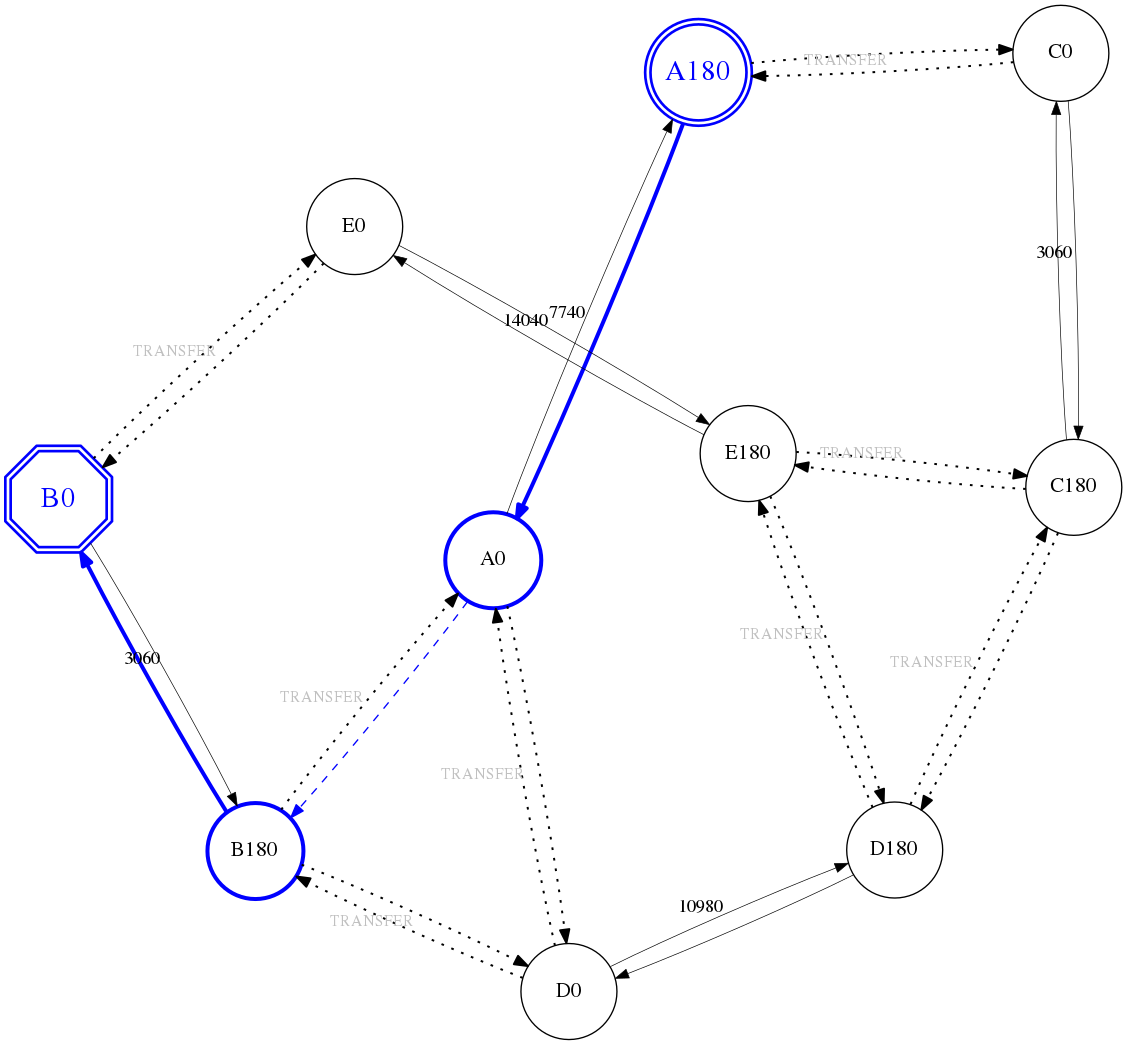 C0
TRANSFER
A180
E0
3060
7740
14040
TRANSFER
E180
TRANSFER
C180
B0
A0
TRANSFER
3060
TRANSFER
TRANSFER
TRANSFER
B180
D180
10980
TRANSFER
D0